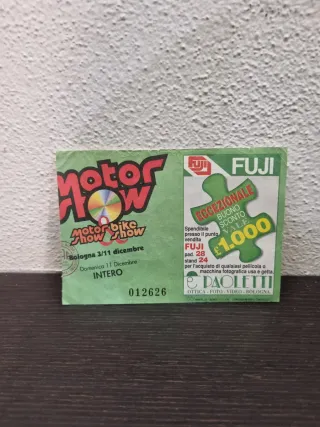 Motor
Show
Motor bike
Show Show
Bologna 3/11 dicembre
Domenica 11 Dicembre
INTERO
012626
FUJI
FUJI
ECCEZIONALE
BUONO
SCONTO
VALE
£ 1.000
Spendibile
presso il punto
vendita
FUJI
pad. 28
stand 24
per l'acquisto di qualsiasi pellicola o
macchina fotografica usa e getta.
PAOLETTI
OTTICA - FOTO - VIDEO - BOLOGNA